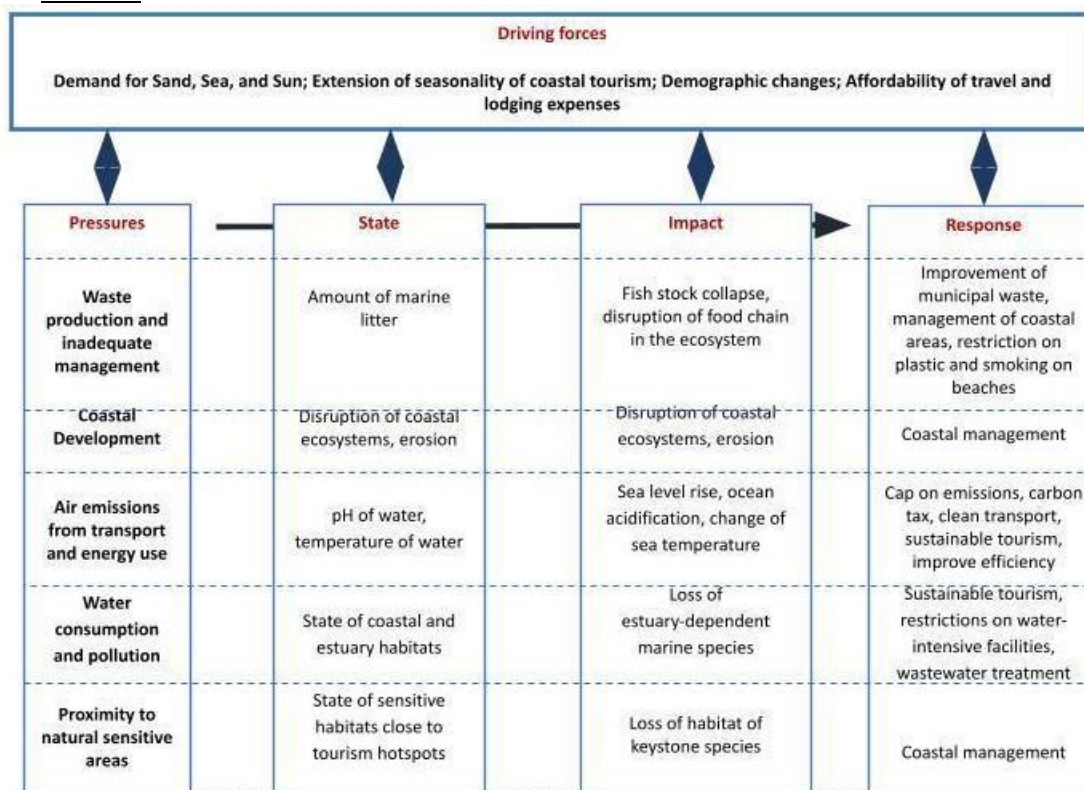 Driving forces
Demand for Sand, Sea, and Sun; Extension of seasonality of coastal tourism; Demographic changes; Affordability of travel and
lodging expenses
Pressures
State
Impact
Response
Waste
production and
inadequate
management
Amount of marine
litter
Fish stock collapse,
disruption of food chain
in the ecosystem
Improvement of
municipal waste,
management of coastal
areas, restriction on
plastic and smoking on
beaches
Coastal
Development
Disruption of coastal
ecosystems, erosion
Disruption of coastal
ecosystems, erosion
Coastal management
Air emissions
from transport
and energy use
pH of water,
temperature of water
Sea level rise, ocean
acidification, change of
sea temperature
Cap on emissions, carbon
tax, clean transport,
sustainable tourism,
improve efficiency
Water
consumption
and pollution
State of coastal and
estuary habitats
Loss of
estuary-dependent
marine species
Sustainable tourism,
restrictions on water-
intensive facilities,
wastewater treatment
Proximity to
natural sensitive
areas
State of sensitive
habitats close to
tourism hotspots
Loss of habitat of
keystone species
Coastal management